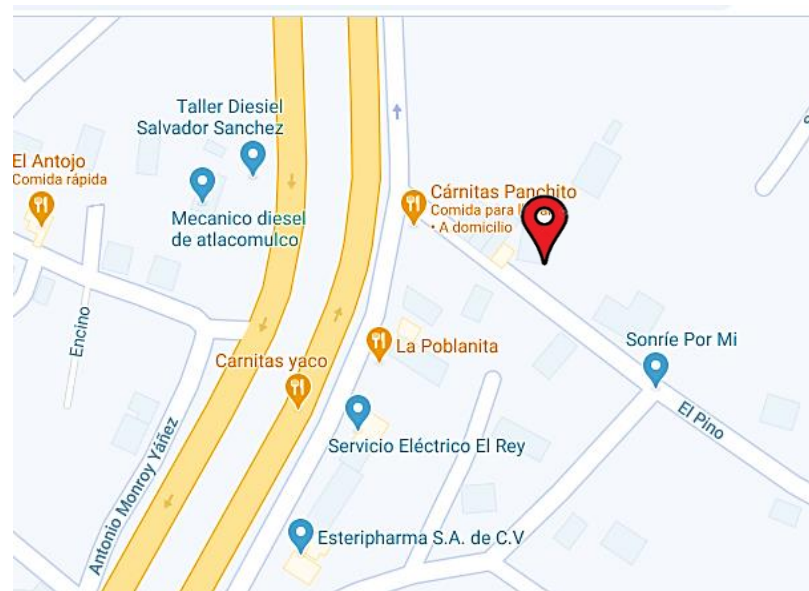 Taller Diesiel
Salvador Sanchez
El Antojo
Comida rápida
Mecanico diesel
de atlacomulco
Cárnitas Panchito
Comida para
• A domicilio
Encino
Carnitas yaco
La Poblanita
Sonríe Por Mi
El Pino
Servicio Eléctrico El Rey
Antonio Monroy Yáñez
Esteripharma S.A. de C.V